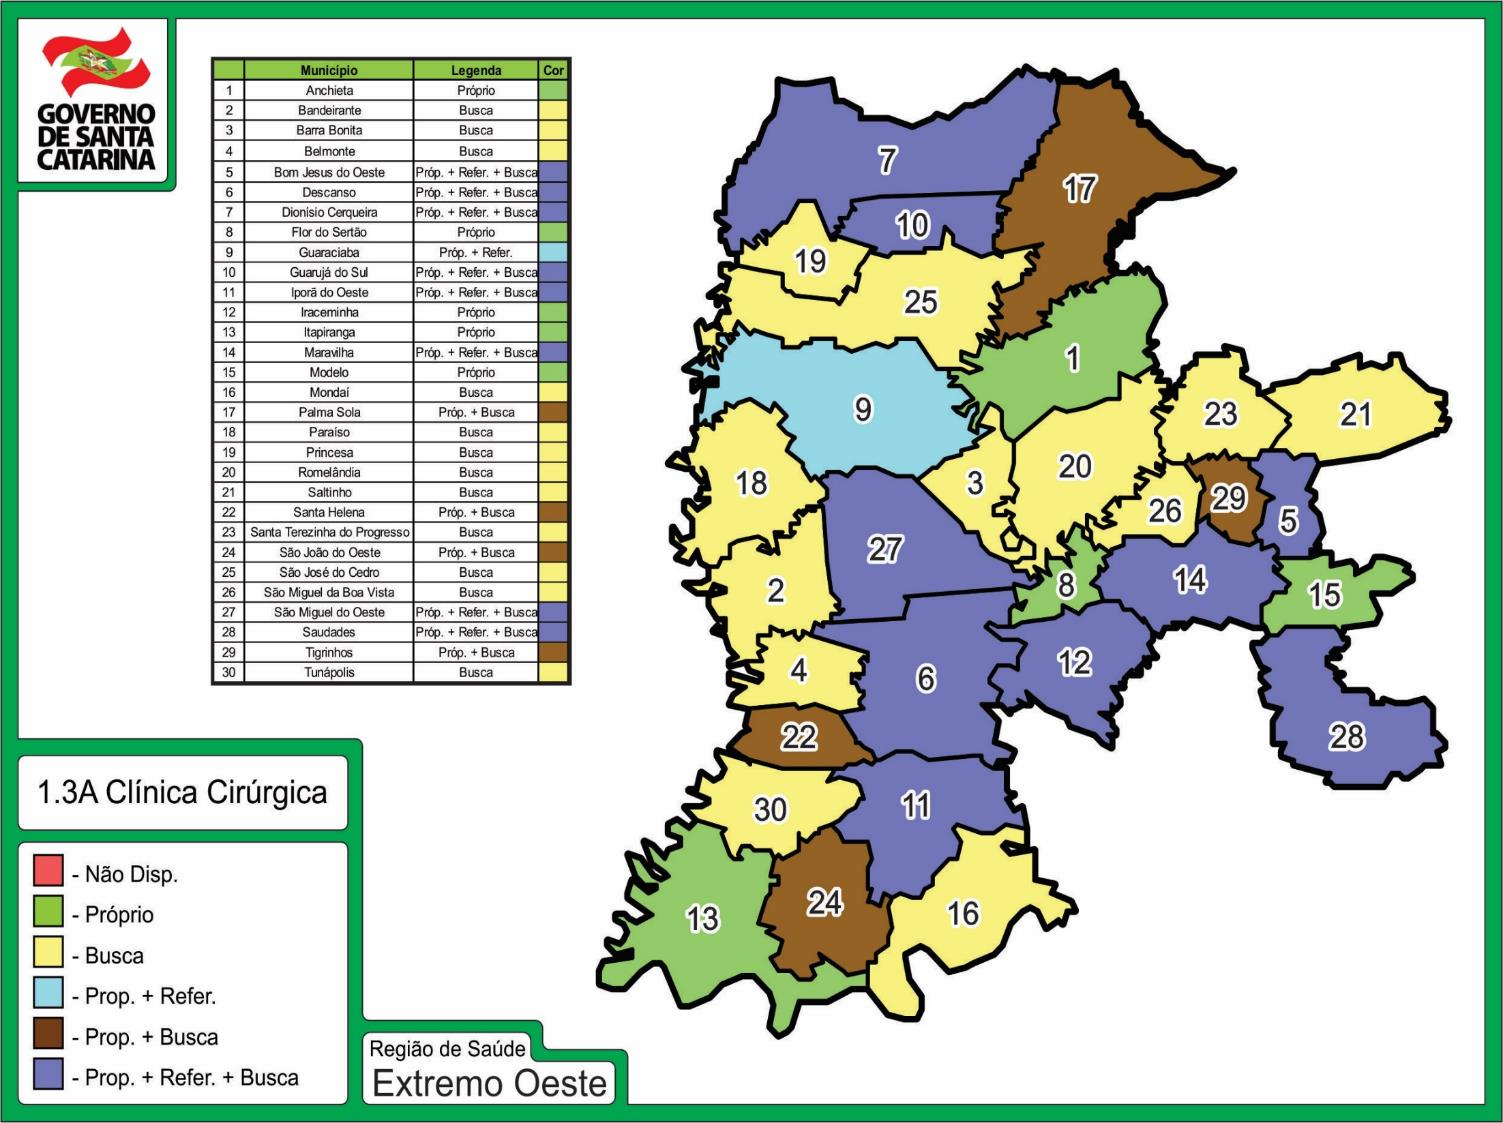 GOVERNO
DE SANTA
CATARINA
Município Legenda Cor
1 Anchieta Próprio
2 Bandeirante Busca
3 Barra Bonita Busca
4 Belmonte Busca
5 Bom Jesus do Oeste Próp. + Refer. + Busca
6 Descanso Próp. + Refer. + Busca
7 Dionísio Cerqueira Próp. + Refer. + Busca
8 Flor do Sertão Próprio
9 Guaraciaba Próp. + Refer.
10 Guarujá do Sul Próp. + Refer. + Busca
11 Iporã do Oeste Próp. + Refer. + Busca
12 Iraceminha Próprio
13 Itapiranga Próprio
14 Maravilha Próp. + Refer. + Busca
15 Modelo Próprio
16 Mondaí Busca
17 Palma Sola Próp. + Busca
18 Paraíso Busca
19 Princesa Busca
20 Romelândia Busca
21 Saltinho Busca
22 Santa Helena Próp. + Busca
23 Santa Terezinha do Progresso Busca
24 São João do Oeste Próp. + Busca
25 São José do Cedro Busca
26 São Miguel da Boa Vista Busca
27 São Miguel do Oeste Próp. + Refer. + Busca
28 Saudades Próp. + Refer. + Busca
29 Tigrinhos Próp. + Busca
30 Tunápolis Busca
7
17
10
19
25
1
9
23
21
18
3
20
26
29
5
27
2
8
14
15
4
6
12
22
28
30
11
13
24
16
1.3A Clínica Cirúrgica
- Não Disp.
- Próprio
- Busca
- Prop. + Refer.
- Prop. + Busca
- Prop. + Refer. + Busca
Região de Saúde
Extremo Oeste